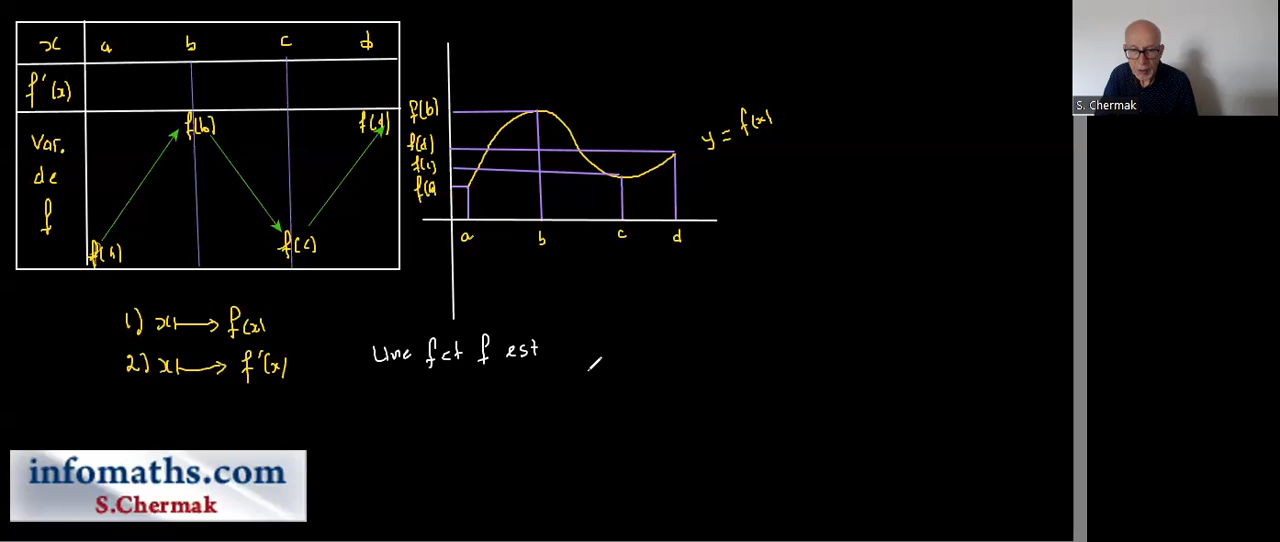 x a b c d
f'(x)
Var. de f
f(b) f(d)
f(a) f(c)
f(b)
f(d)
f(c)
f(a
a b c d
y = f(x)
1) x ↦ f(x)
2) x ↦ f'(x)
Une fct f est
infomaths.com
S.Chermak
S. Chermak